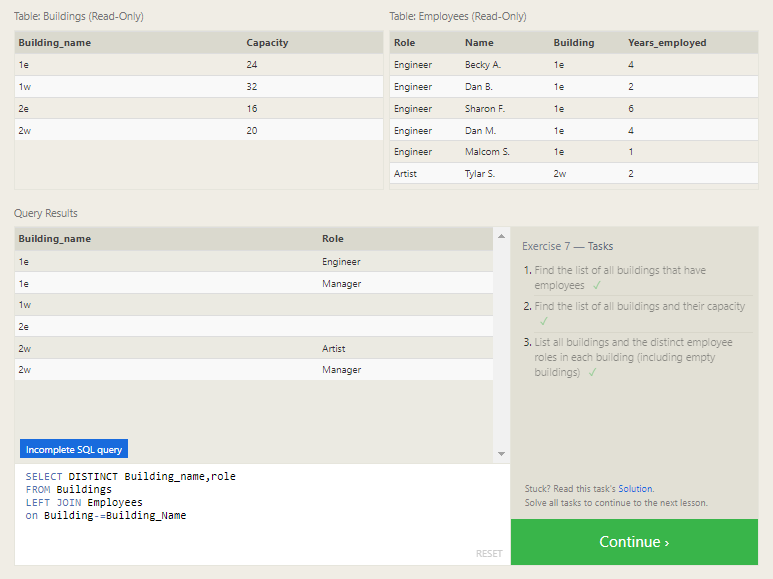 Table: Buildings (Read-Only)
Building_name Capacity
1e 24
1w 32
2e 16
2w 20
Table: Employees (Read-Only)
Role Name Building Years_employed
Engineer Becky A. 1e 4
Engineer Dan B. 1e 2
Engineer Sharon F. 1e 6
Engineer Dan M. 1e 4
Engineer Malcom S. 1e 1
Artist Tylar S. 2w 2
Query Results
Building_name Role
1e Engineer
1e Manager
1w
2e
2w Artist
2w Manager
Incomplete SQL query
SELECT DISTINCT Building_name,role
FROM Buildings
LEFT JOIN Employees
on Building-=Building_Name
RESET
Exercise 7 — Tasks
1. Find the list of all buildings that have
employees ✓
2. Find the list of all buildings and their capacity
✓
3. List all buildings and the distinct employee
roles in each building (including empty
buildings) ✓
Stuck? Read this task's Solution.
Solve all tasks to continue to the next lesson.
Continue ›